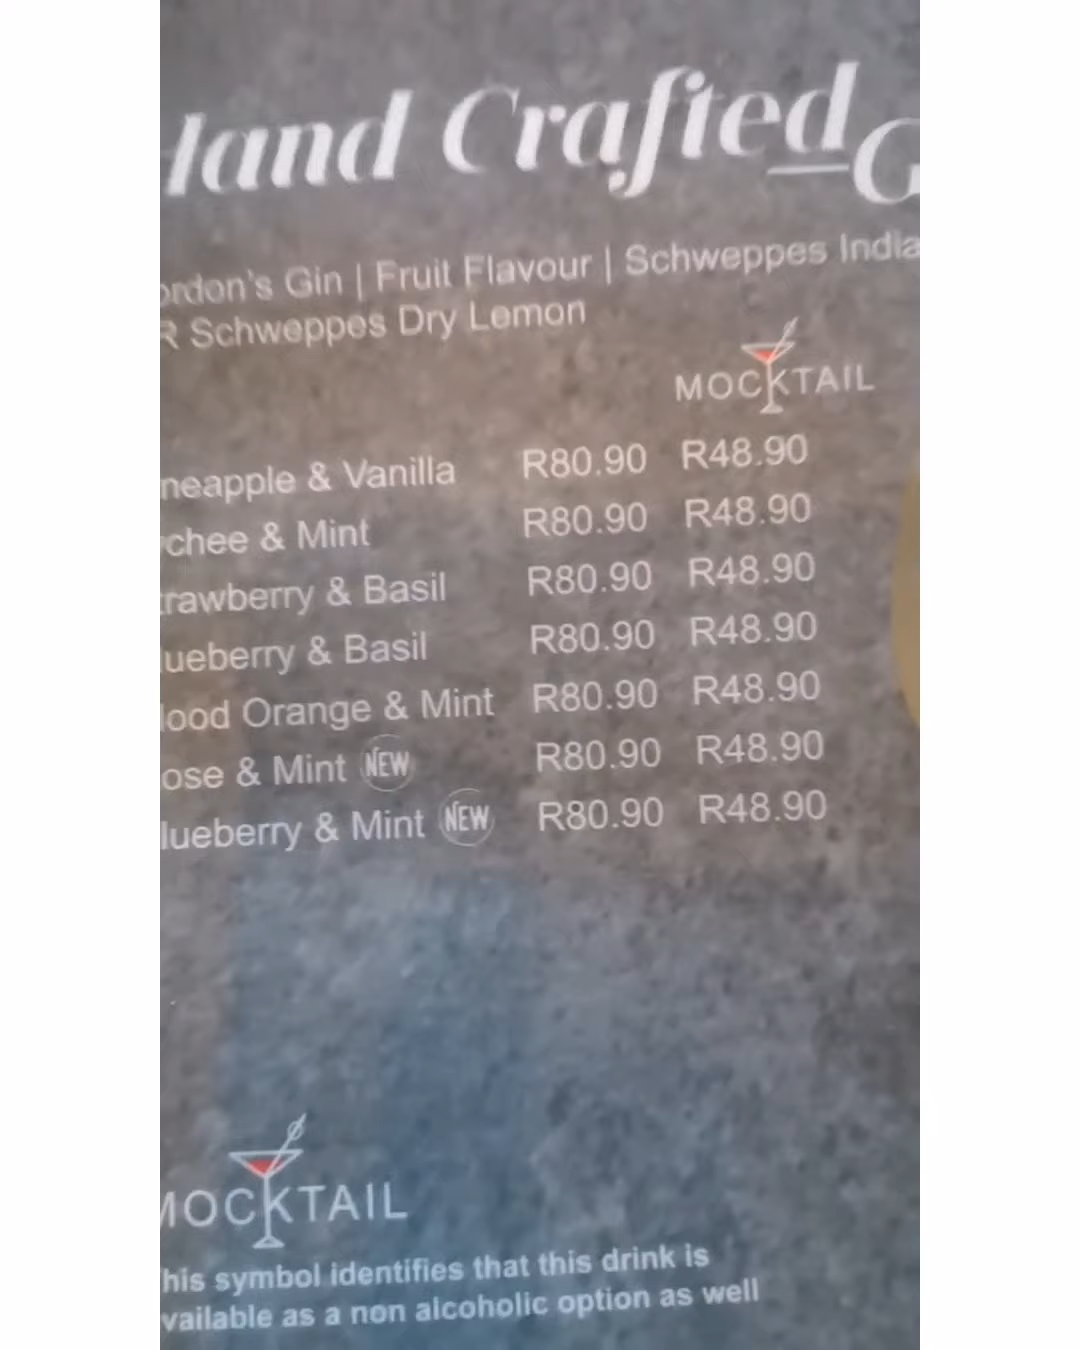 Hand Crafted G
ordon's Gin | Fruit Flavour | Schweppes India
R Schweppes Dry Lemon
MOCKTAIL
neapple & Vanilla R80.90 R48.90
chee & Mint R80.90 R48.90
rawberry & Basil R80.90 R48.90
ueberry & Basil R80.90 R48.90
lood Orange & Mint R80.90 R48.90
ose & Mint NEW R80.90 R48.90
lueberry & Mint NEW R80.90 R48.90
MOCKTAIL
his symbol identifies that this drink is
vailable as a non alcoholic option as well